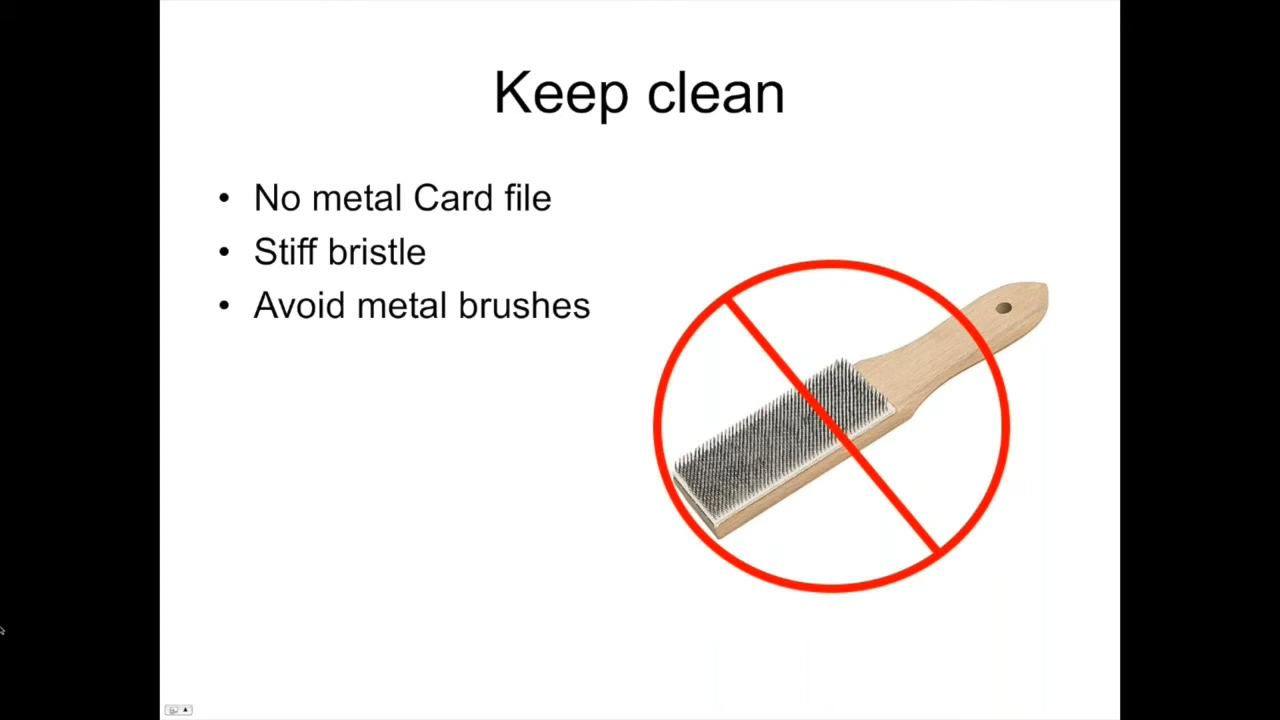 Keep clean
• No metal Card file
• Stiff bristle
• Avoid metal brushes